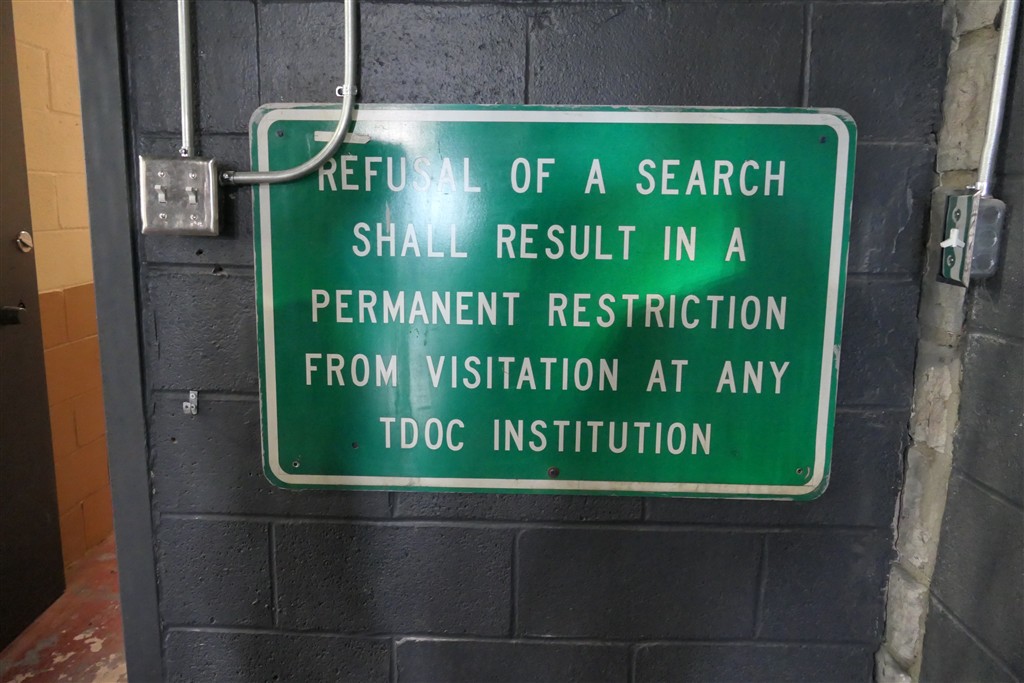 REFUSAL OF A SEARCH
SHALL RESULT IN A
PERMANENT RESTRICTION
FROM VISITATION AT ANY
TDOC INSTITUTION